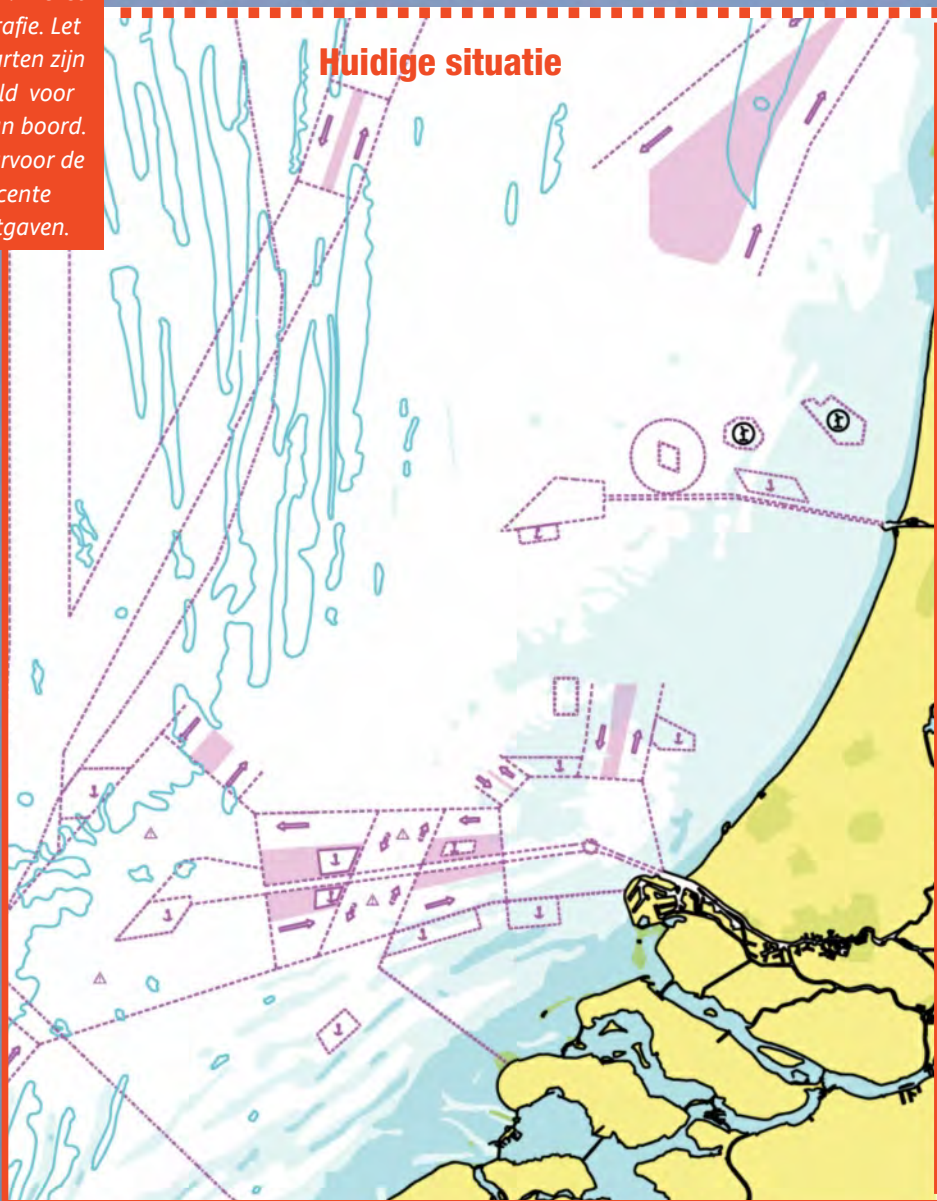 rafie. Let
arten zijn
ld voor
n boord.
rvoor de
cente
tgaven.
Huidige situatie